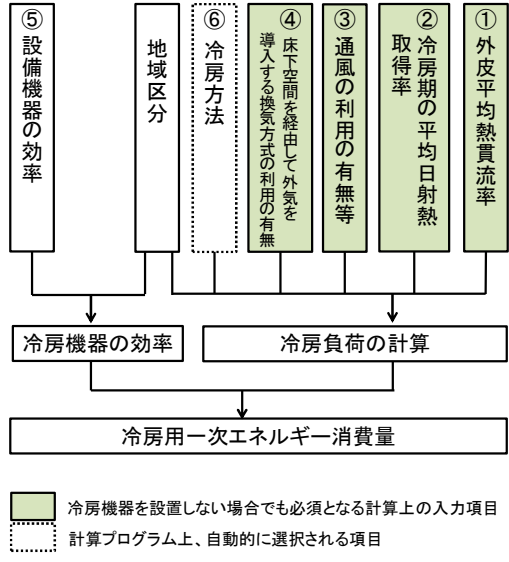 ①
外皮平均熱貫流率
②
冷房期の平均日射熱
取得率
③
通風の利用の有無等
④
床下空間を経由して外気を
導入する換気方式の利用の有無
⑥
冷房方法
地域区分
⑤
設備機器の効率
冷房機器の効率
冷房負荷の計算
冷房用一次エネルギー消費量
冷房機器を設置しない場合でも必須となる計算上の入力項目
計算プログラム上、自動的に選択される項目